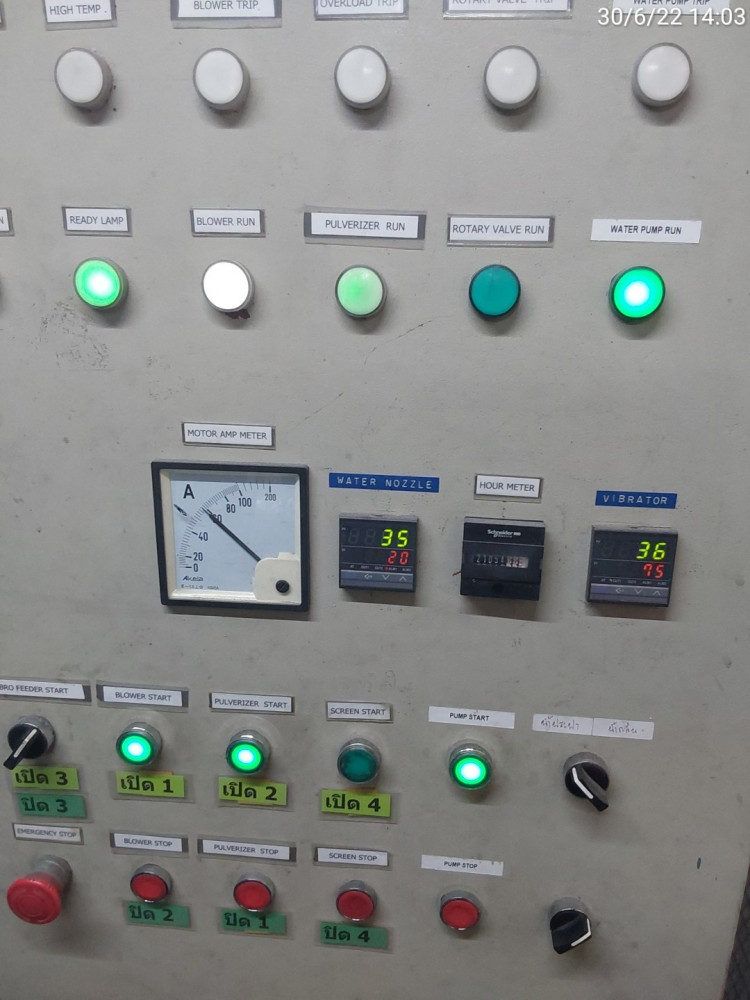 30/6/22 14:03
HIGH TEMP.
BLOWER TRIP
OVERLOAD TRIP
ROTARY VALVE TRIP
WATER PUMP TRIP
N
READY LAMP
BLOWER RUN
PULVERIZER RUN
ROTARY VALVE RUN
WATER PUMP RUN
MOTOR AMP METER
WATER NOZZLE
HOUR METER
VIBRATOR
A
200
100
80
60
40
20
0
35
20
Schneider
36
75
BRO FEEDER START
BLOWER START
PULVERIZER START
SCREEN START
PUMP START
เปิด 3
ปิด 3
เปิด 1
เปิด 2
เปิด 4
EMERGENCY STOP
BLOWER STOP
PULVERIZER STOP
SCREEN STOP
PUMP STOP
ปิด 2
ปิด 1
ปิด 4